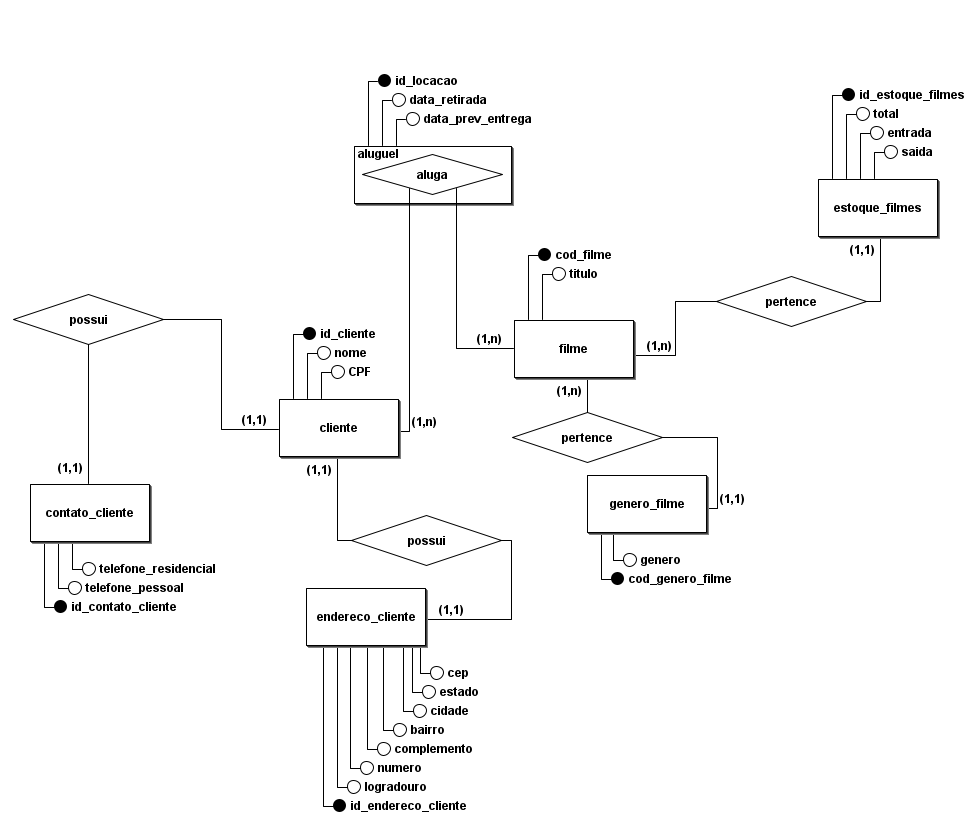 id_locacao
data_retirada
data_prev_entrega
aluguel
aluga
id_estoque_filmes
total
entrada
saida
estoque_filmes
(1,1)
pertence
(1,n)
cod_filme
titulo
filme
(1,n)
(1,n)
pertence
(1,1)
genero_filme
genero
cod_genero_filme
possui
(1,1)
(1,1)
id_cliente
nome
CPF
cliente
(1,n)
(1,1)
contato_cliente
telefone_residencial
telefone_pessoal
id_contato_cliente
possui
(1,1)
endereco_cliente
cep
estado
cidade
bairro
complemento
numero
logradouro
id_endereco_cliente